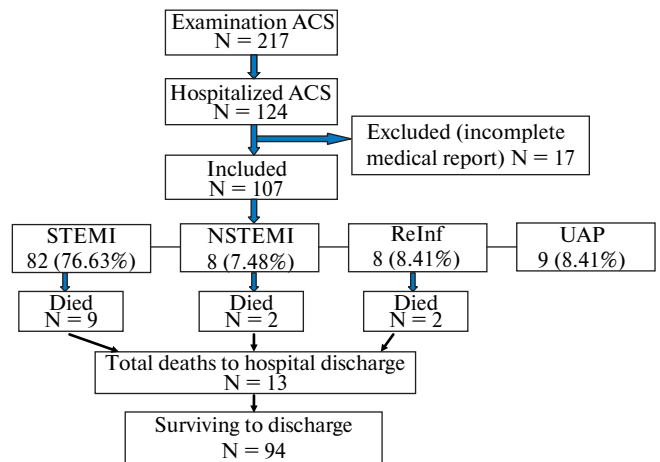 Examination ACS
N = 217
Hospitalized ACS
N = 124
Excluded (incomplete
medical report) N = 17
Included
N = 107
STEMI
82 (76.63%)
NSTEMI
8 (7.48%)
ReInf
8 (8.41%)
UAP
9 (8.41%)
Died
N = 9
Died
N = 2
Died
N = 2
Total deaths to hospital discharge
N = 13
Surviving to discharge
N = 94